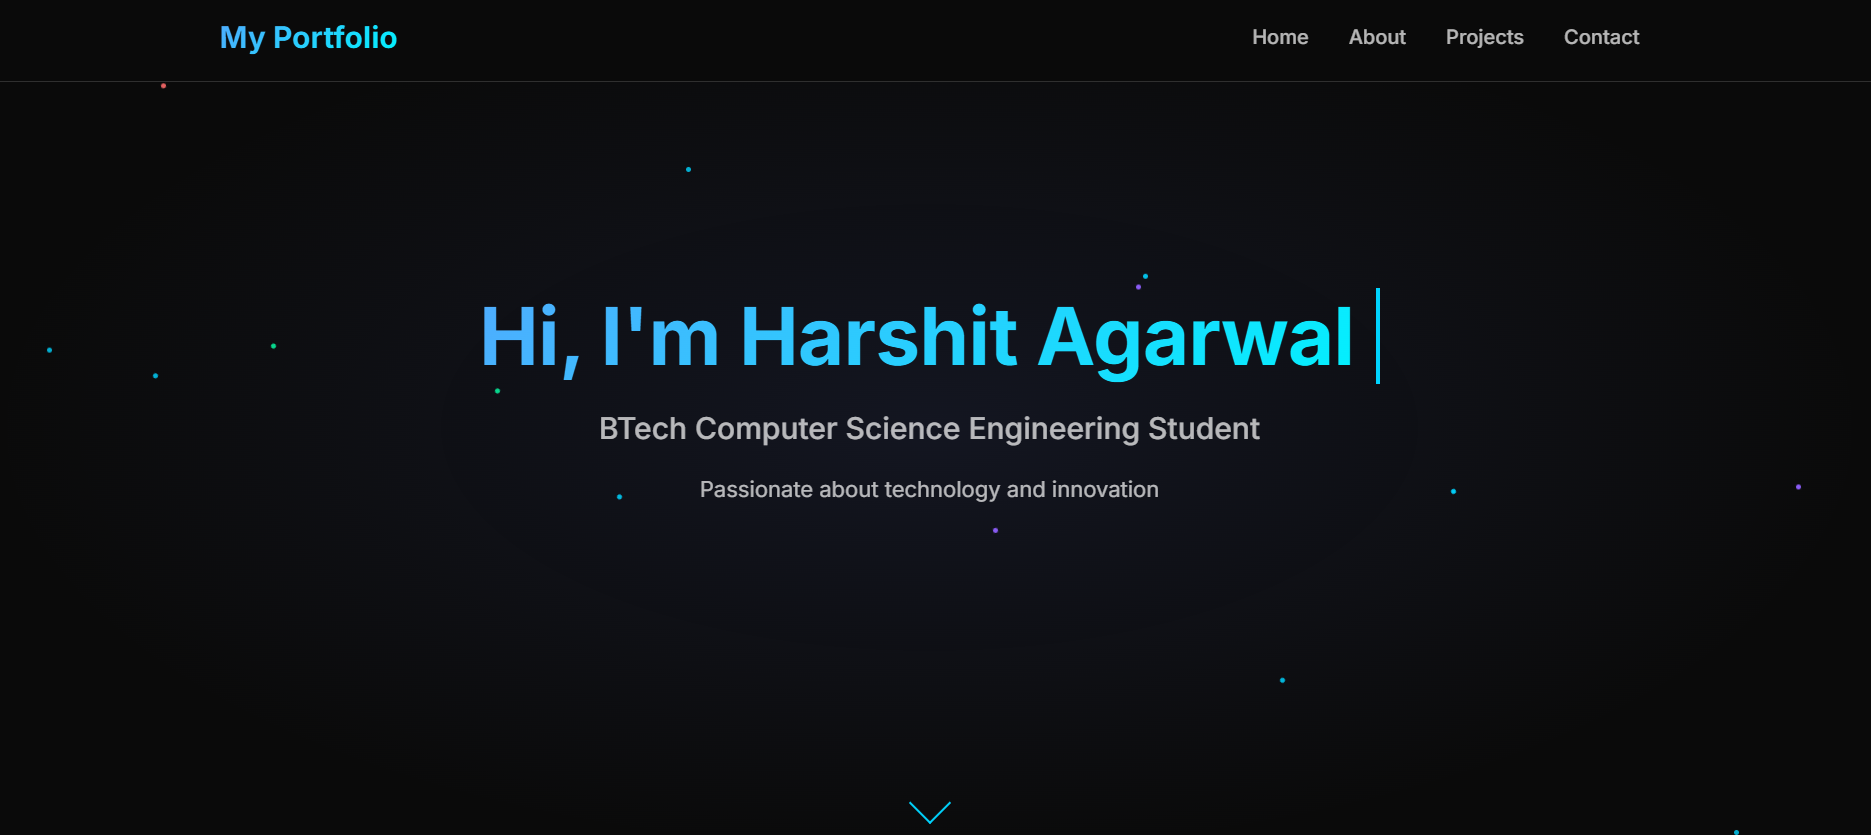 My Portfolio
Home About Projects Contact
Hi, I'm Harshit Agarwal
BTech Computer Science Engineering Student
Passionate about technology and innovation